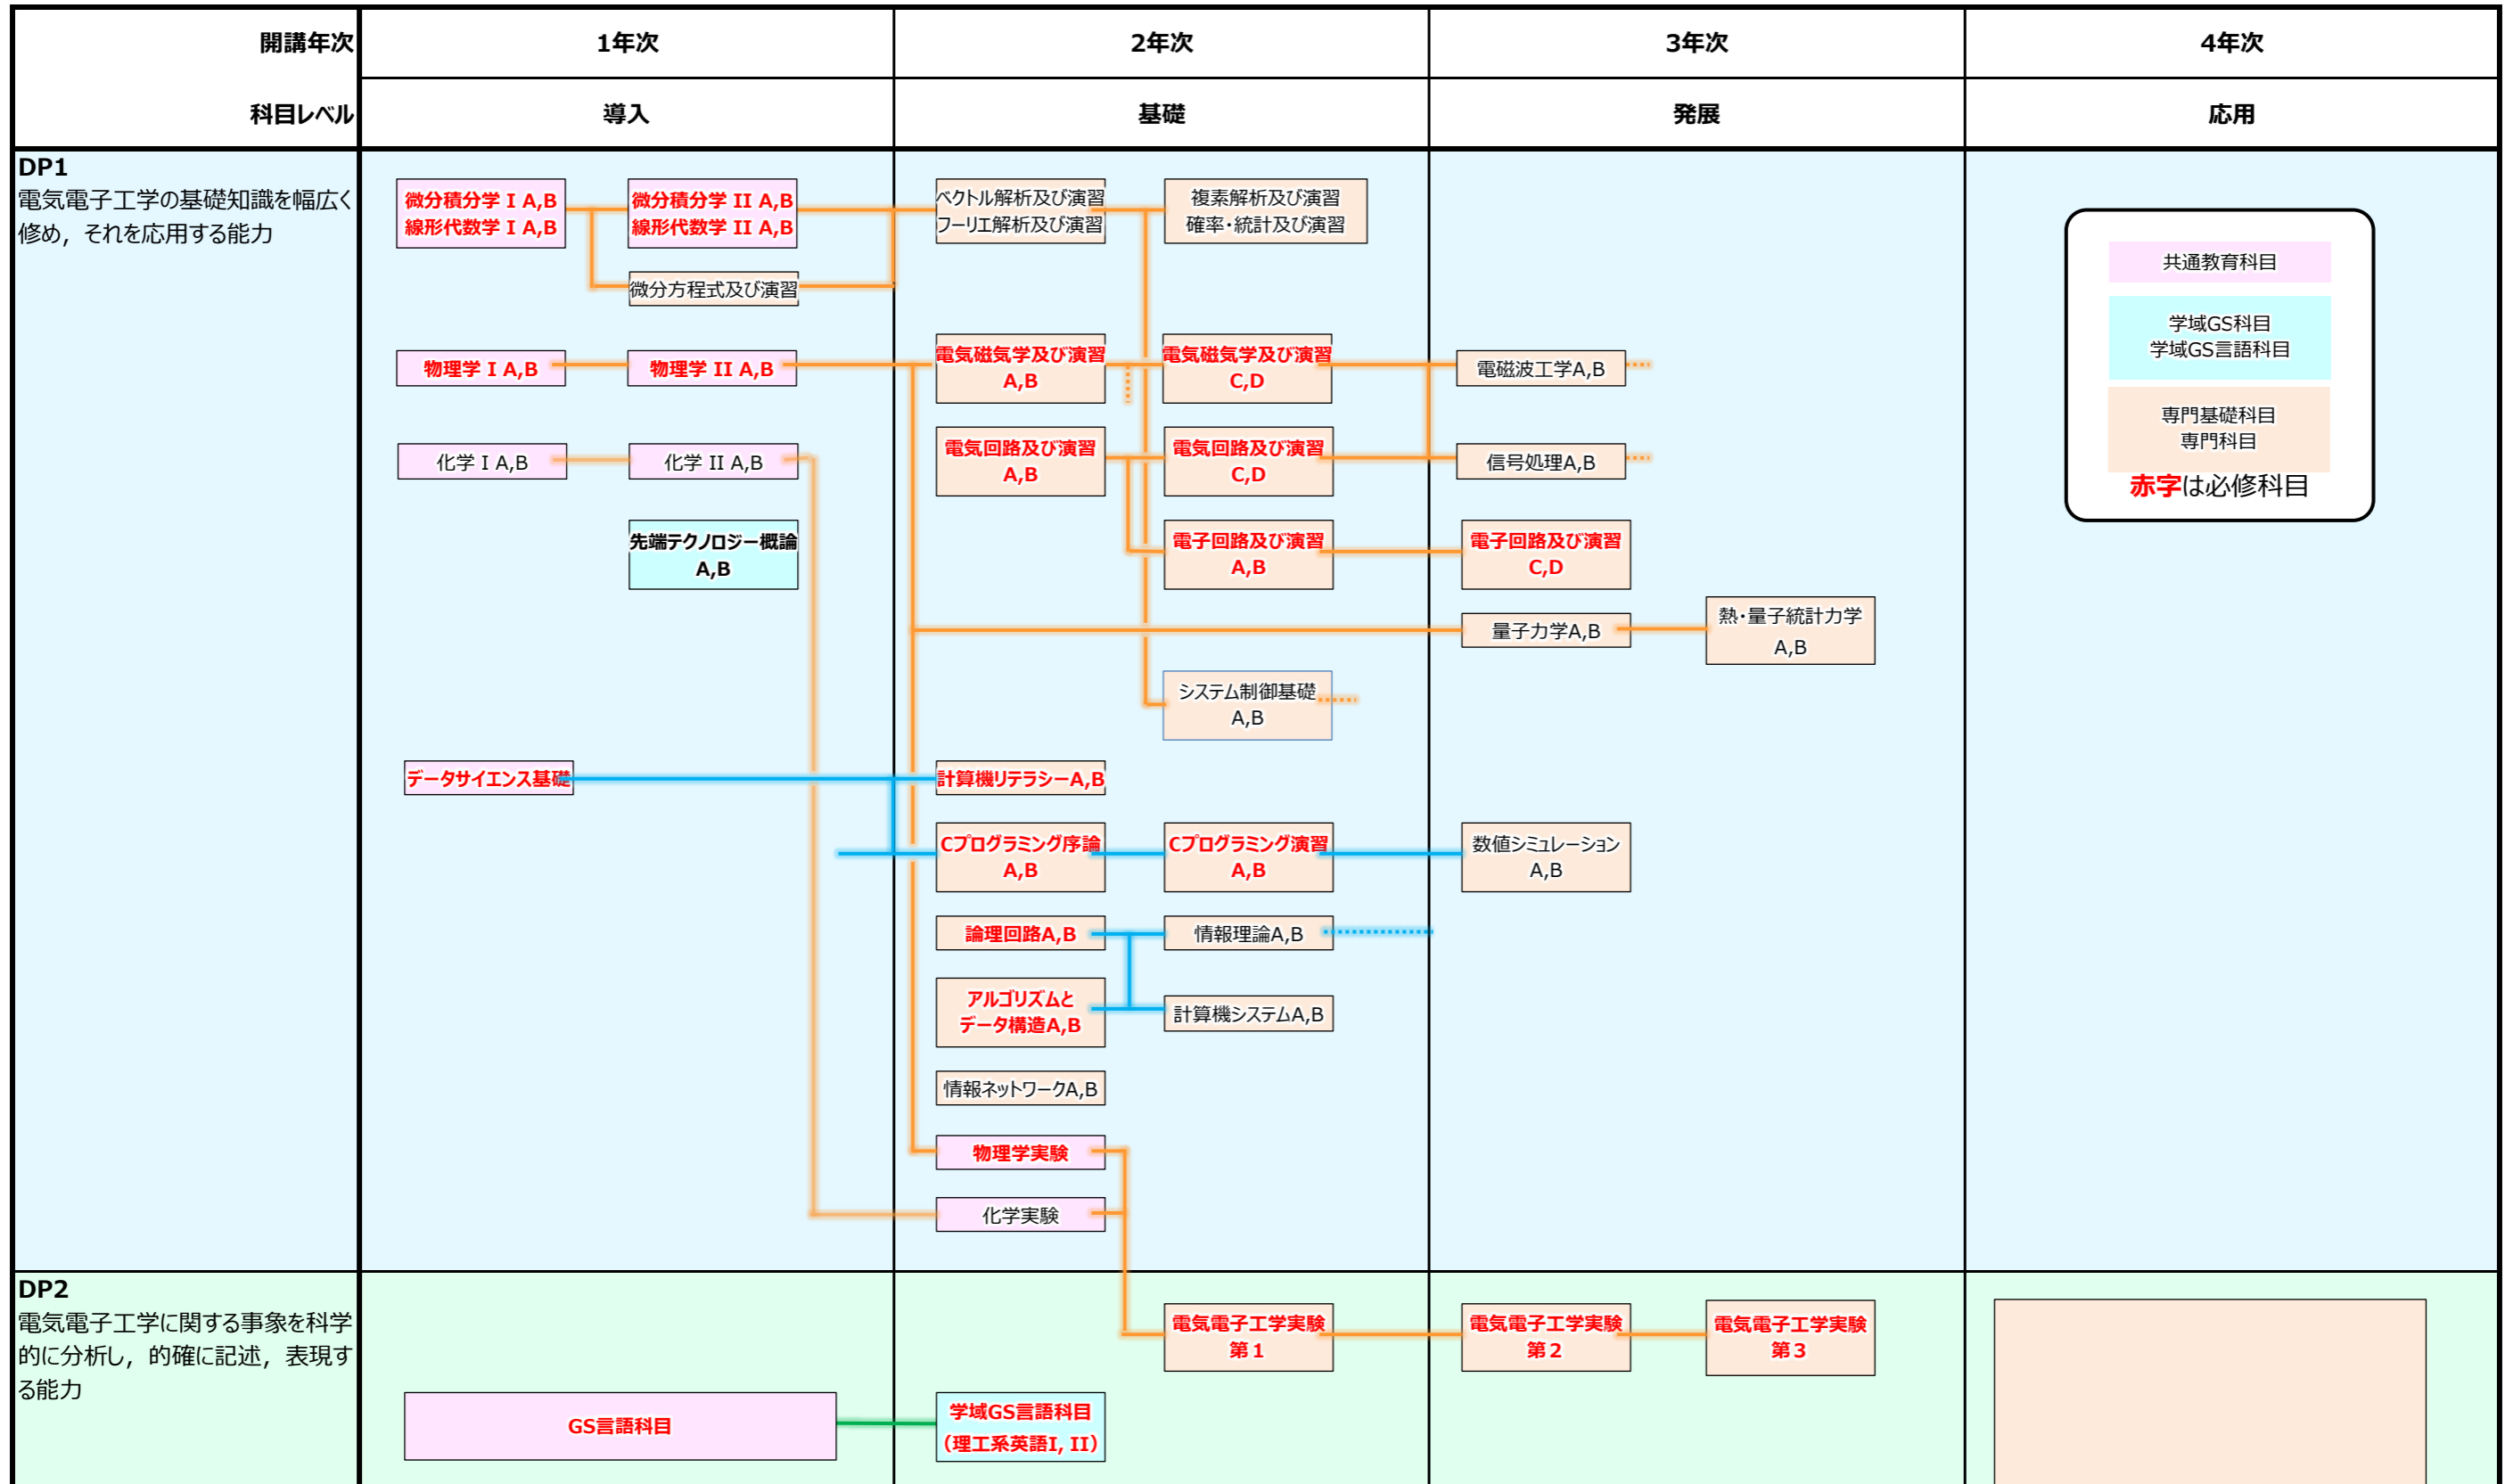 開講年次
1年次
2年次
3年次
4年次
科目レベル
導入
基礎
発展
応用
DP1
電気電子工学の基礎知識を幅広く
修め，それを応用する能力
微分積分学 I A,B
線形代数学 I A,B
微分積分学 II A,B
線形代数学 II A,B
ベクトル解析及び演習
フーリエ解析及び演習
複素解析及び演習
確率・統計及び演習
微分方程式及び演習
物理学 I A,B
物理学 II A,B
電気磁気学及び演習
A,B
電気磁気学及び演習
C,D
電磁波工学A,B
化学 I A,B
化学 II A,B
電気回路及び演習
A,B
電気回路及び演習
C,D
信号処理A,B
先端テクノロジー概論
A,B
電子回路及び演習
A,B
電子回路及び演習
C,D
量子力学A,B
熱・量子統計力学
A,B
システム制御基礎
A,B
データサイエンス基礎
計算機リテラシーA,B
Cプログラミング序論
A,B
Cプログラミング演習
A,B
数値シミュレーション
A,B
論理回路A,B
情報理論A,B
アルゴリズムと
データ構造A,B
計算機システムA,B
情報ネットワークA,B
物理学実験
化学実験
共通教育科目
学域GS科目
学域GS言語科目
専門基礎科目
専門科目
赤字は必修科目
DP2
電気電子工学に関する事象を科学
的に分析し，的確に記述，表現す
る能力
電気電子工学実験
第１
電気電子工学実験
第２
電気電子工学実験
第３
GS言語科目
学域GS言語科目
（理工系英語I, II）